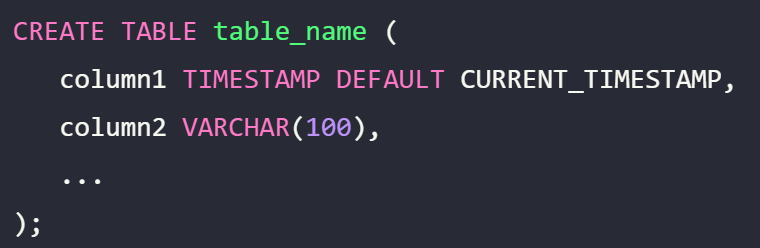 CREATE TABLE table_name (
column1 TIMESTAMP DEFAULT CURRENT_TIMESTAMP,
column2 VARCHAR(100),
...
);